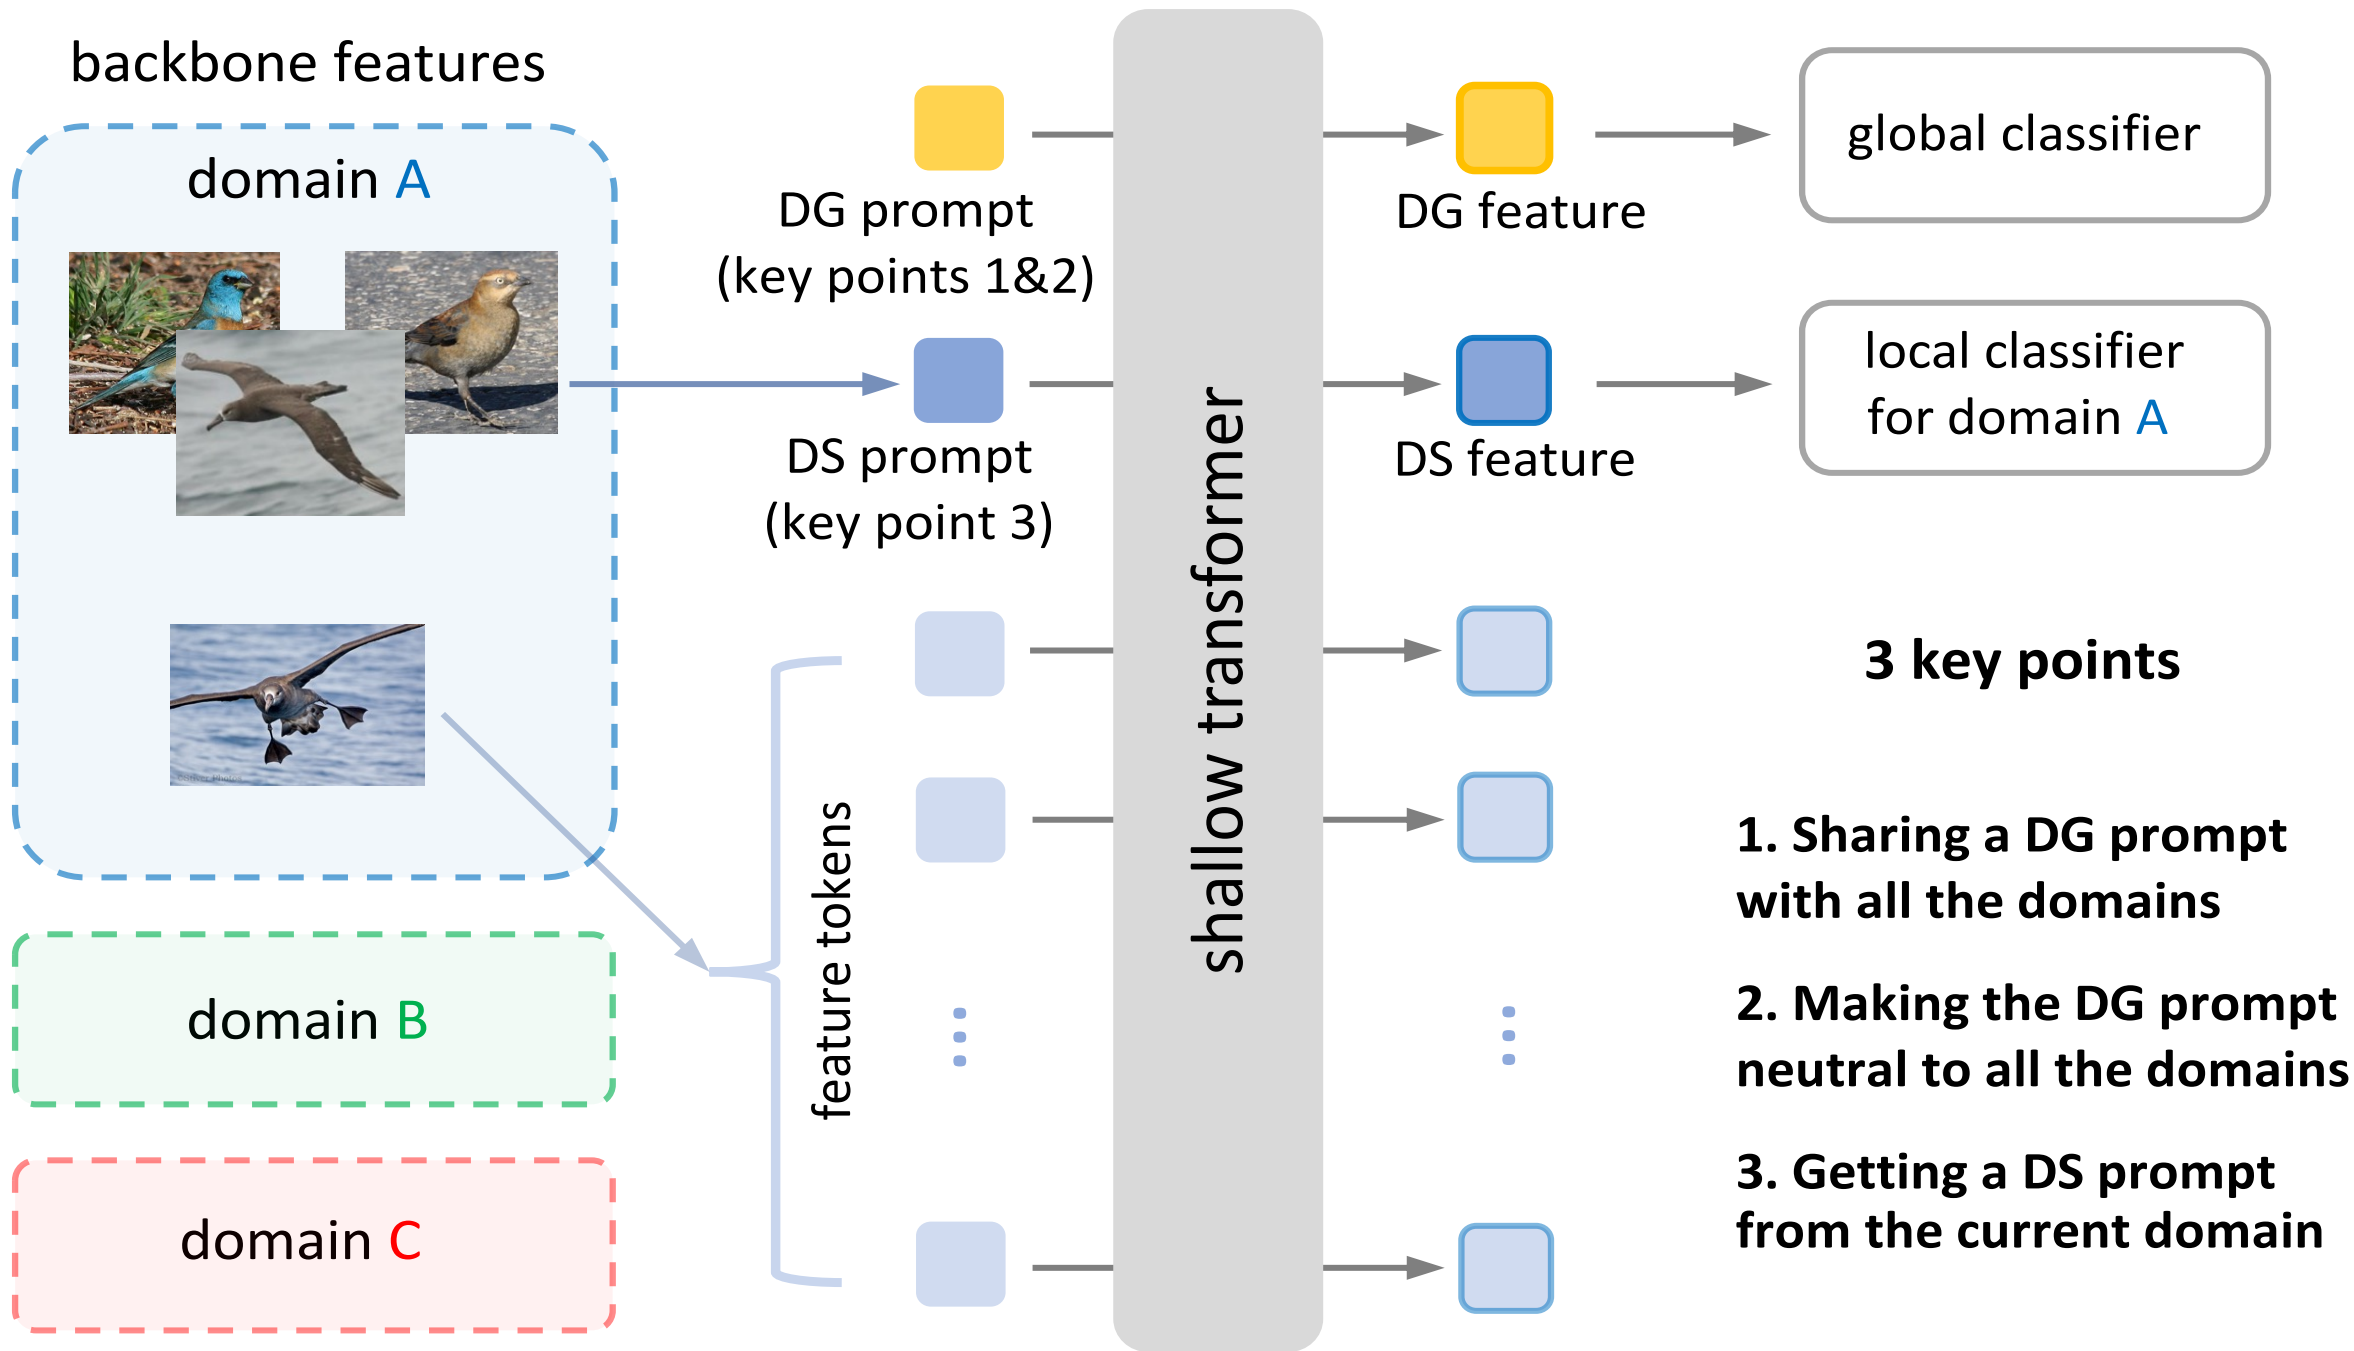 backbone features
domain A
DG prompt
(key points 1&2)
DG feature
global classifier
DS prompt
(key point 3)
DS feature
local classifier
for domain A
feature tokens
shallow transformer
domain B
domain C
3 key points
1. Sharing a DG prompt
with all the domains
2. Making the DG prompt
neutral to all the domains
3. Getting a DS prompt
from the current domain